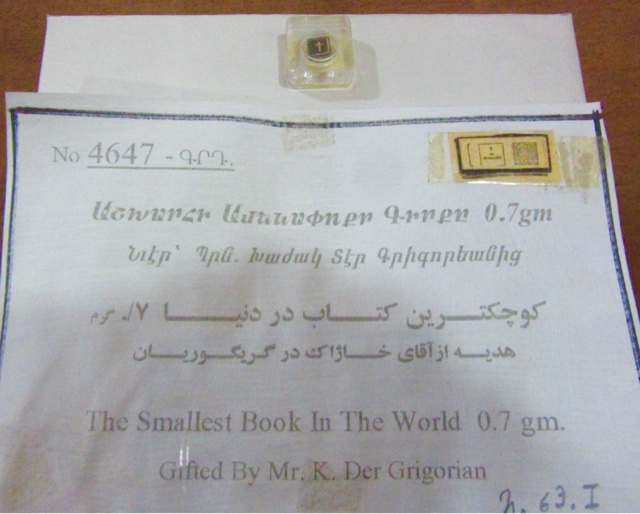 No 4647 - ԳՐԴ.
Աշխարհի Ամենափոքր Գիրքը 0.7gm
Նուէր՝ Պրն. Խաժակ Տէր Գրիգորեանից
کوچکترین کتاب در دنیا ۰/۷ گرم
هدیه از آقای خاژاک در گریگوریان
The Smallest Book In The World 0.7 gm.
Gifted By Mr. K. Der Grigorian
63. I